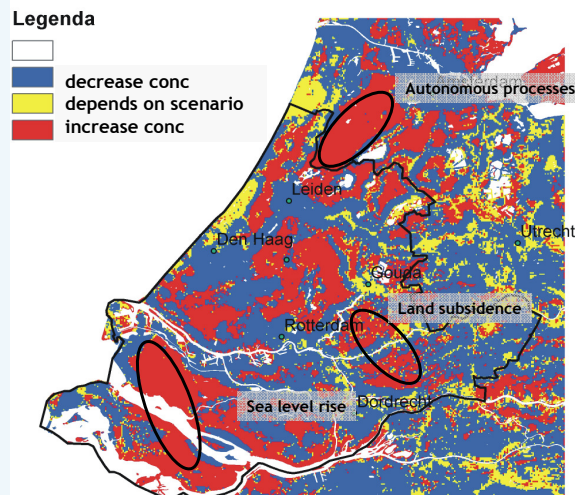 Legenda
decrease conc
depends on scenario
increase conc
Autonomous processes
Leiden
Den Haag
Utrecht
Gouda
Land subsidence
Rotterdam
Sea level rise
Dordrecht